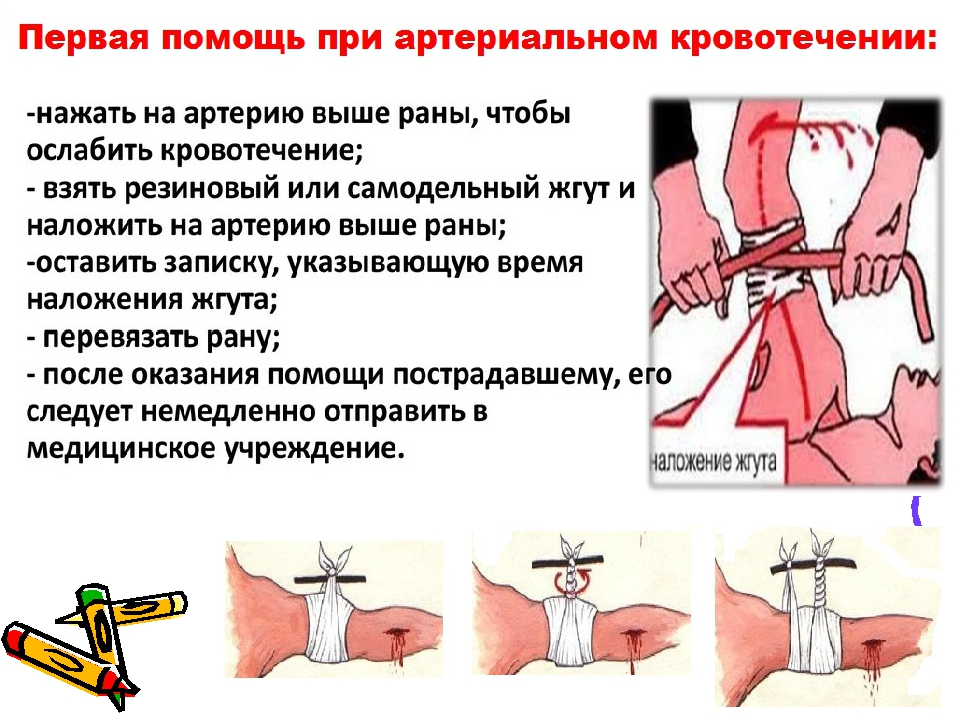 Первая помощь при артериальном кровотечении:
-нажать на артерию выше раны, чтобы
ослабить кровотечение;
- взять резиновый или самодельный жгут и
наложить на артерию выше раны;
-оставить записку, указывающую время
наложения жгута;
- перевязать рану;
- после оказания помощи пострадавшему, его
следует немедленно отправить в
медицинское учреждение.
наложение жгута